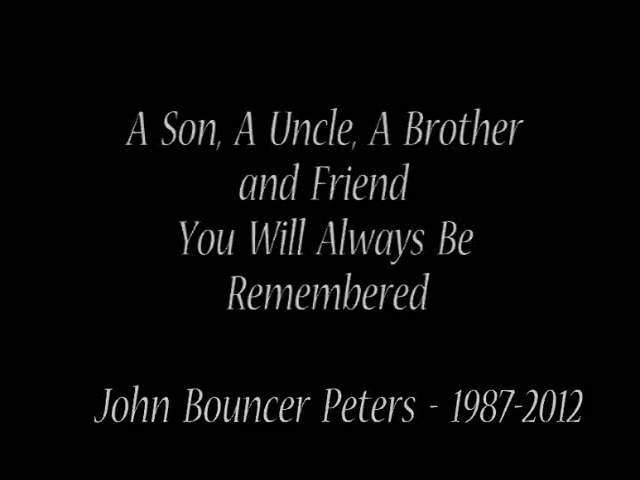 A Son, A Uncle, A Brother
and Friend
You Will Always Be
Remembered
John Bouncer Peters - 1987-2012